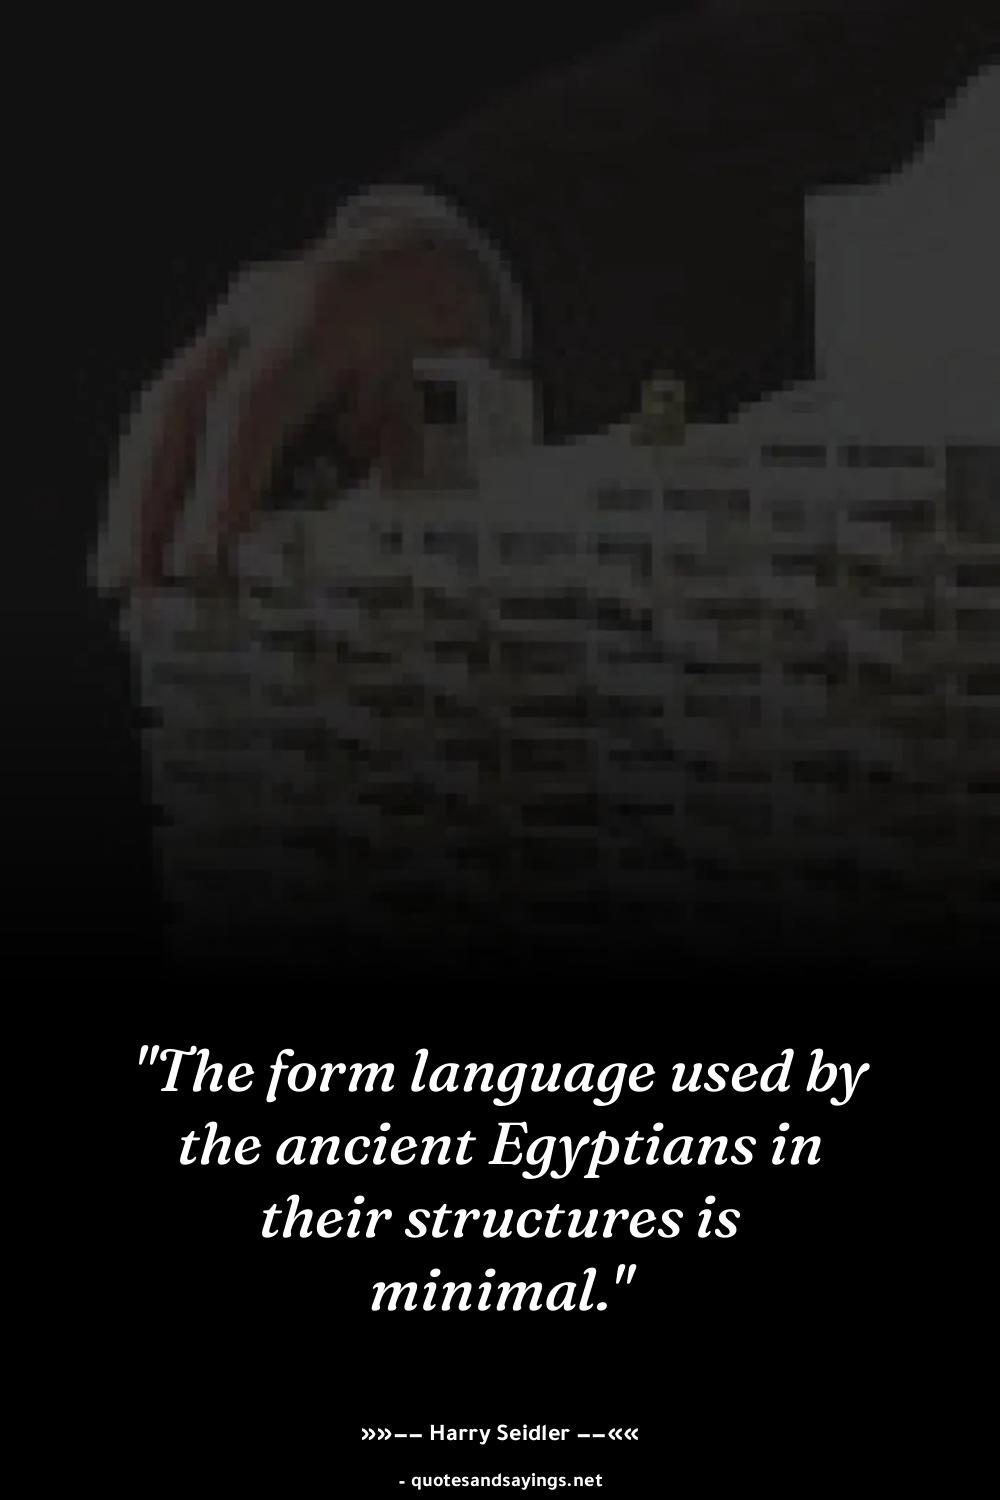 "The form language used by
the ancient Egyptians in
their structures is
minimal."
»»—— Harry Seidler ——««
- quotesandsayings.net